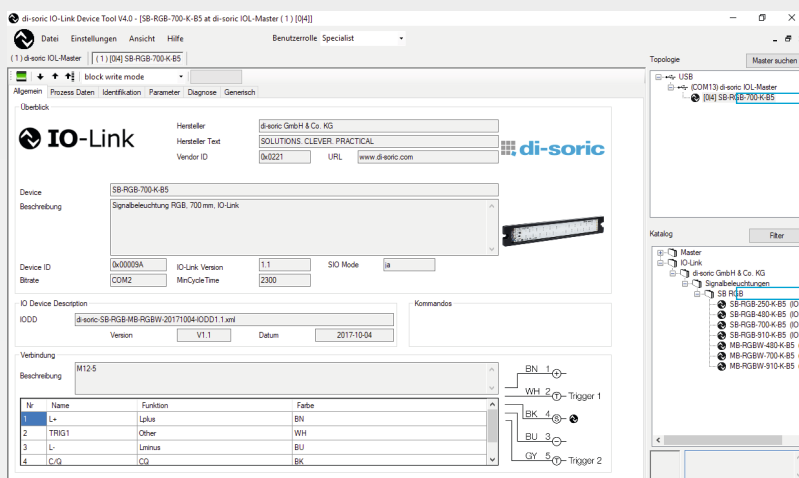 di-soric IO-Link Device Tool V4.0 - [SB-RGB-700-K-B5 at di-soric IOL-Master ( 1 ) [0|4]]
Datei Einstellungen Ansicht Hilfe Benutzerrolle Specialist
( 1 ) di-soric IOL-Master ( 1 ) [0|4] SB-RGB-700-K-B5
block write mode
Allgemein Prozess Daten Identifikation Parameter Diagnose Generisch
Überblick
IO-Link
Hersteller di-soric GmbH & Co. KG
Hersteller Text SOLUTIONS. CLEVER. PRACTICAL
Vendor ID 0x0221 URL www.di-soric.com
di-soric
Device SB-RGB-700-K-B5
Beschreibung Signalbeleuchtung RGB, 700 mm, IO-Link
Device ID 0x00009A IO-Link Version 1.1 SIO Mode ja
Bitrate COM2 MinCycleTime 2300
IO Device Description
IODD di-soric-SB-RGB-MB-RGBW-20171004-IODD1.1.xml
Version V1.1 Datum 2017-10-04
Kommandos
Verbindung
Beschreibung M12-5
Nr Name Funktion Farbe
1 L+ Lplus BN
2 TRIG1 Other WH
3 L- Lminus BU
4 C/Q CQ BK
BN 1
WH 2 Trigger 1
BK 4 S
BU 3
GY 5 Trigger 2
Topologie Master suchen
USB
(COM13) di-soric IOL-Master
[0|4] SB-RGB-700-K-B5
Katalog Filter
Master
IO-Link
di-soric GmbH & Co. KG
Signalbeleuchtungen
SB RGB
SB-RGB-250-K-B5 (IO
SB-RGB-480-K-B5 (IO
SB-RGB-700-K-B5 (IO
SB-RGB-910-K-B5 (IO
MB-RGBW-480-K-B5
MB-RGBW-700-K-B5
MB-RGBW-910-K-B5